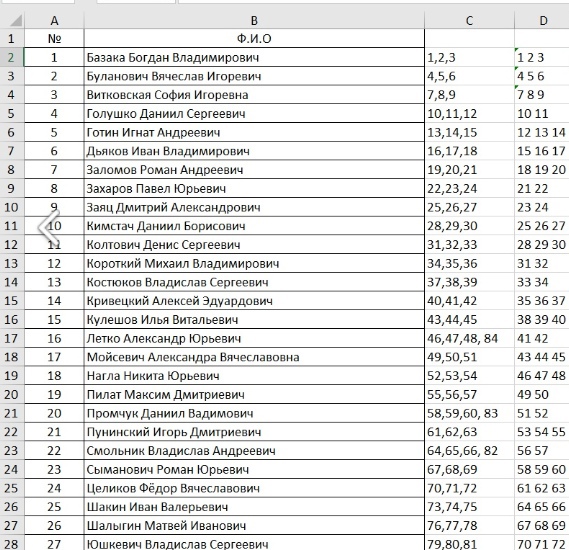 A B C D
1 № Ф.И.О
2 1 Базака Богдан Владимирович 1,2,3 1 2 3
3 2 Буланович Вячеслав Игоревич 4,5,6 4 5 6
4 3 Витковская София Игоревна 7,8,9 7 8 9
5 4 Голушко Даниил Сергеевич 10,11,12 10 11
6 5 Готин Игнат Андреевич 13,14,15 12 13 14
7 6 Дьяков Иван Владимирович 16,17,18 15 16 17
8 7 Заломов Роман Андреевич 19,20,21 18 19 20
9 8 Захаров Павел Юрьевич 22,23,24 21 22
10 9 Заяц Дмитрий Александрович 25,26,27 23 24
11 10 Кимстач Даниил Борисович 28,29,30 25 26 27
12 11 Колтович Денис Сергеевич 31,32,33 28 29 30
13 12 Короткий Михаил Владимирович 34,35,36 31 32
14 13 Костюков Владислав Сергеевич 37,38,39 33 34
15 14 Кривецкий Алексей Эдуардович 40,41,42 35 36 37
16 15 Кулешов Илья Витальевич 43,44,45 38 39 40
17 16 Летко Александр Юрьевич 46,47,48, 84 41 42
18 17 Мойсевич Александра Вячеславовна 49,50,51 43 44 45
19 18 Нагла Никита Юрьевич 52,53,54 46 47 48
20 19 Пилат Максим Дмитриевич 55,56,57 49 50
21 20 Промчук Даниил Вадимович 58,59,60, 83 51 52
22 21 Пунинский Игорь Дмитриевич 61,62,63 53 54 55
23 22 Смольник Владислав Андреевич 64,65,66, 82 56 57
24 23 Сыманович Роман Юрьевич 67,68,69 58 59 60
25 24 Целиков Фёдор Вячеславович 70,71,72 61 62 63
26 25 Шакин Иван Валерьевич 73,74,75 64 65 66
27 26 Шалыгин Матвей Иванович 76,77,78 67 68 69
28 27 Юшкевич Владислав Сергеевич 79,80,81 70 71 72